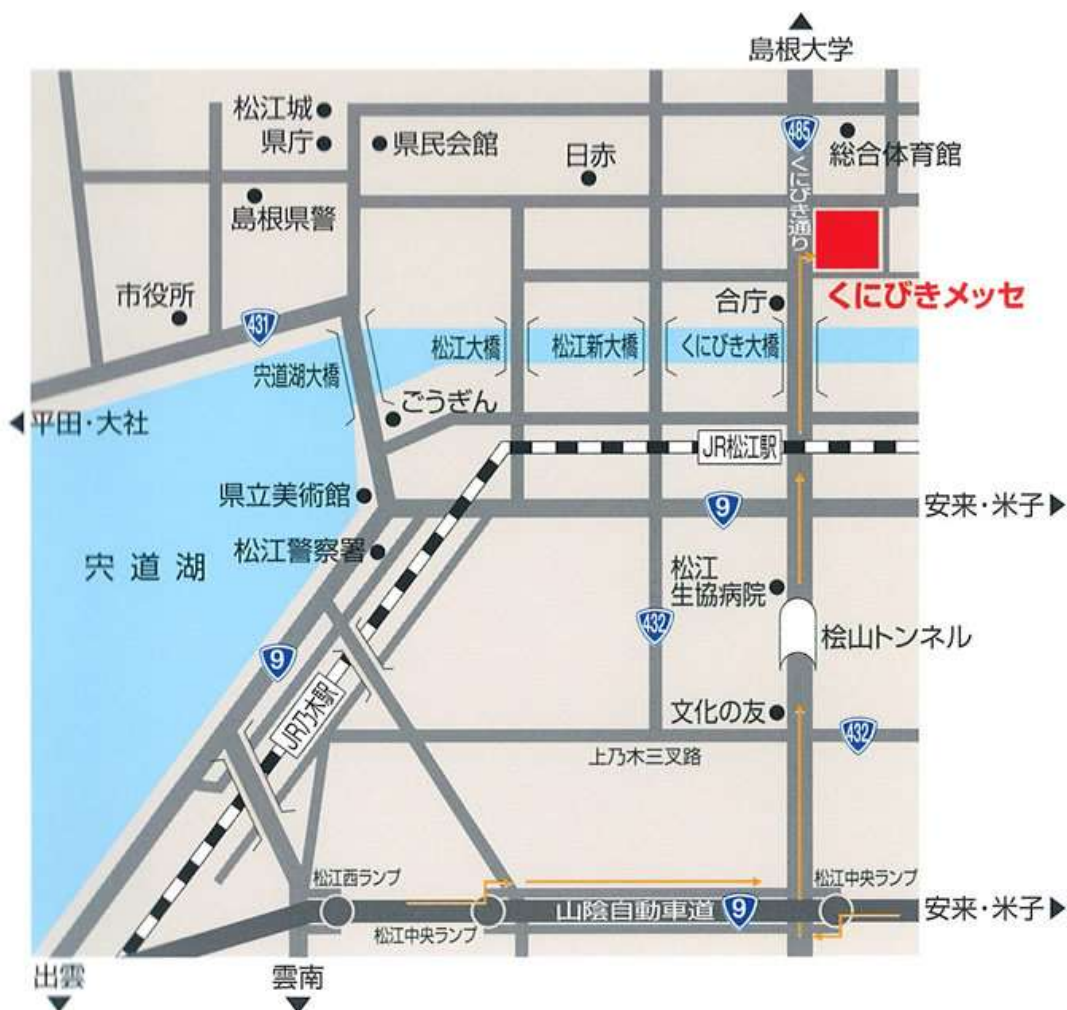 島根大学
松江城
県庁
県民会館
日赤
485
総合体育館
くにびき通り
島根県警
市役所
431
合庁
くにびきメッセ
宍道湖大橋
松江大橋
松江新大橋
くにびき大橋
平田・大社
ごうぎん
JR松江駅
県立美術館
9
安来・米子
松江警察署
宍道湖
松江
生協病院
432
桧山トンネル
9
JR乃木駅
文化の友
432
上乃木三叉路
松江西ランプ
松江中央ランプ
山陰自動車道
9
松江中央ランプ
安来・米子
出雲
雲南